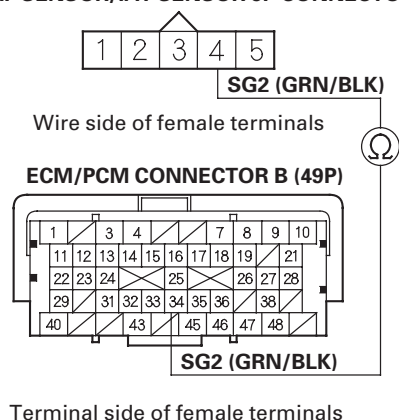 1 2 3 4 5
SG2 (GRN/BLK)
Wire side of female terminals
Ω
ECM/PCM CONNECTOR B (49P)
1 3 4 7 8 9 10
11 12 13 14 15 16 17 18 19 21
22 23 24 25 26 27 28
29 31 32 33 34 35 36 38
40 43 45 46 47 48
SG2 (GRN/BLK)
Terminal side of female terminals